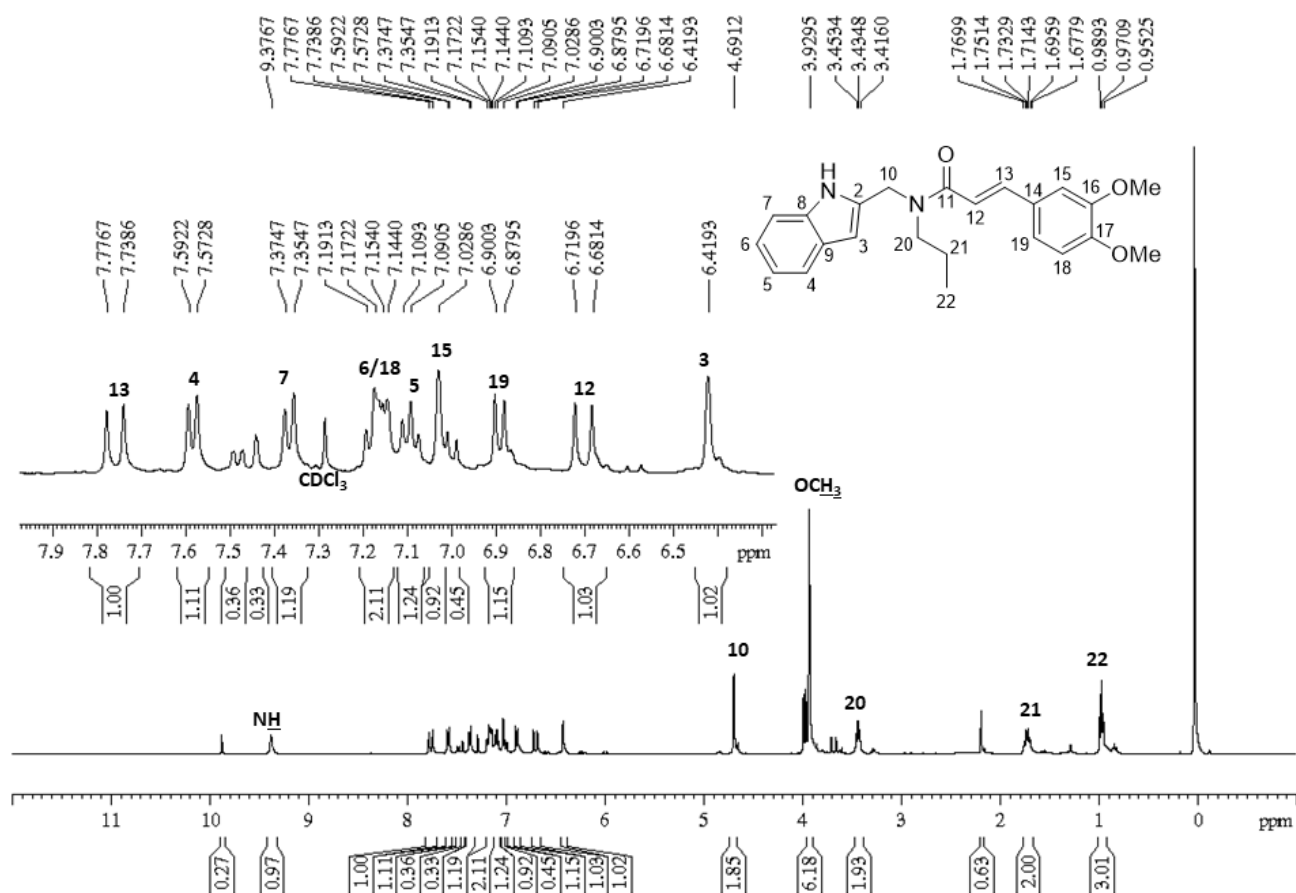 9.3767 7.7767 7.7386 7.5922 7.5728 7.3747 7.3547 7.1913 7.1722 7.1540 7.1440 7.1093 7.0905 7.0286 6.9003 6.8795 6.7196 6.6814 6.4193 4.6912 3.9295 3.4534 3.4348 3.4160 1.7699 1.7514 1.7329 1.7143 1.6959 1.6779 0.9893 0.9709 0.9525
O
NH 10 13 15
11 14 16 OMe
7 8 2 N 12
6 9 3 20 21 19 17
5 4 18 OMe
22
7.7767 7.7386 7.5922 7.5728 7.3747 7.3547 7.1913 7.1722 7.1540 7.1440 7.1093 7.0905 7.0286 6.9003 6.8795 6.7196 6.6814 6.4193
13 4 7 6/18 5 15 19 12 3
CDCl3
OCH3
7.9 7.8 7.7 7.6 7.5 7.4 7.3 7.2 7.1 7.0 6.9 6.8 6.7 6.6 6.5 ppm
1.00 1.11 0.36 0.33 1.19 2.11 1.24 0.92 0.45 1.15 1.03 1.02
NH 10 20 21 22
11 10 9 8 7 6 5 4 3 2 1 0 ppm
0.27 0.97 1.00 1.11 0.36 0.33 1.19 2.11 1.24 0.92 0.45 1.15 1.03 1.02 1.85 6.18 1.93 0.63 2.00 3.01